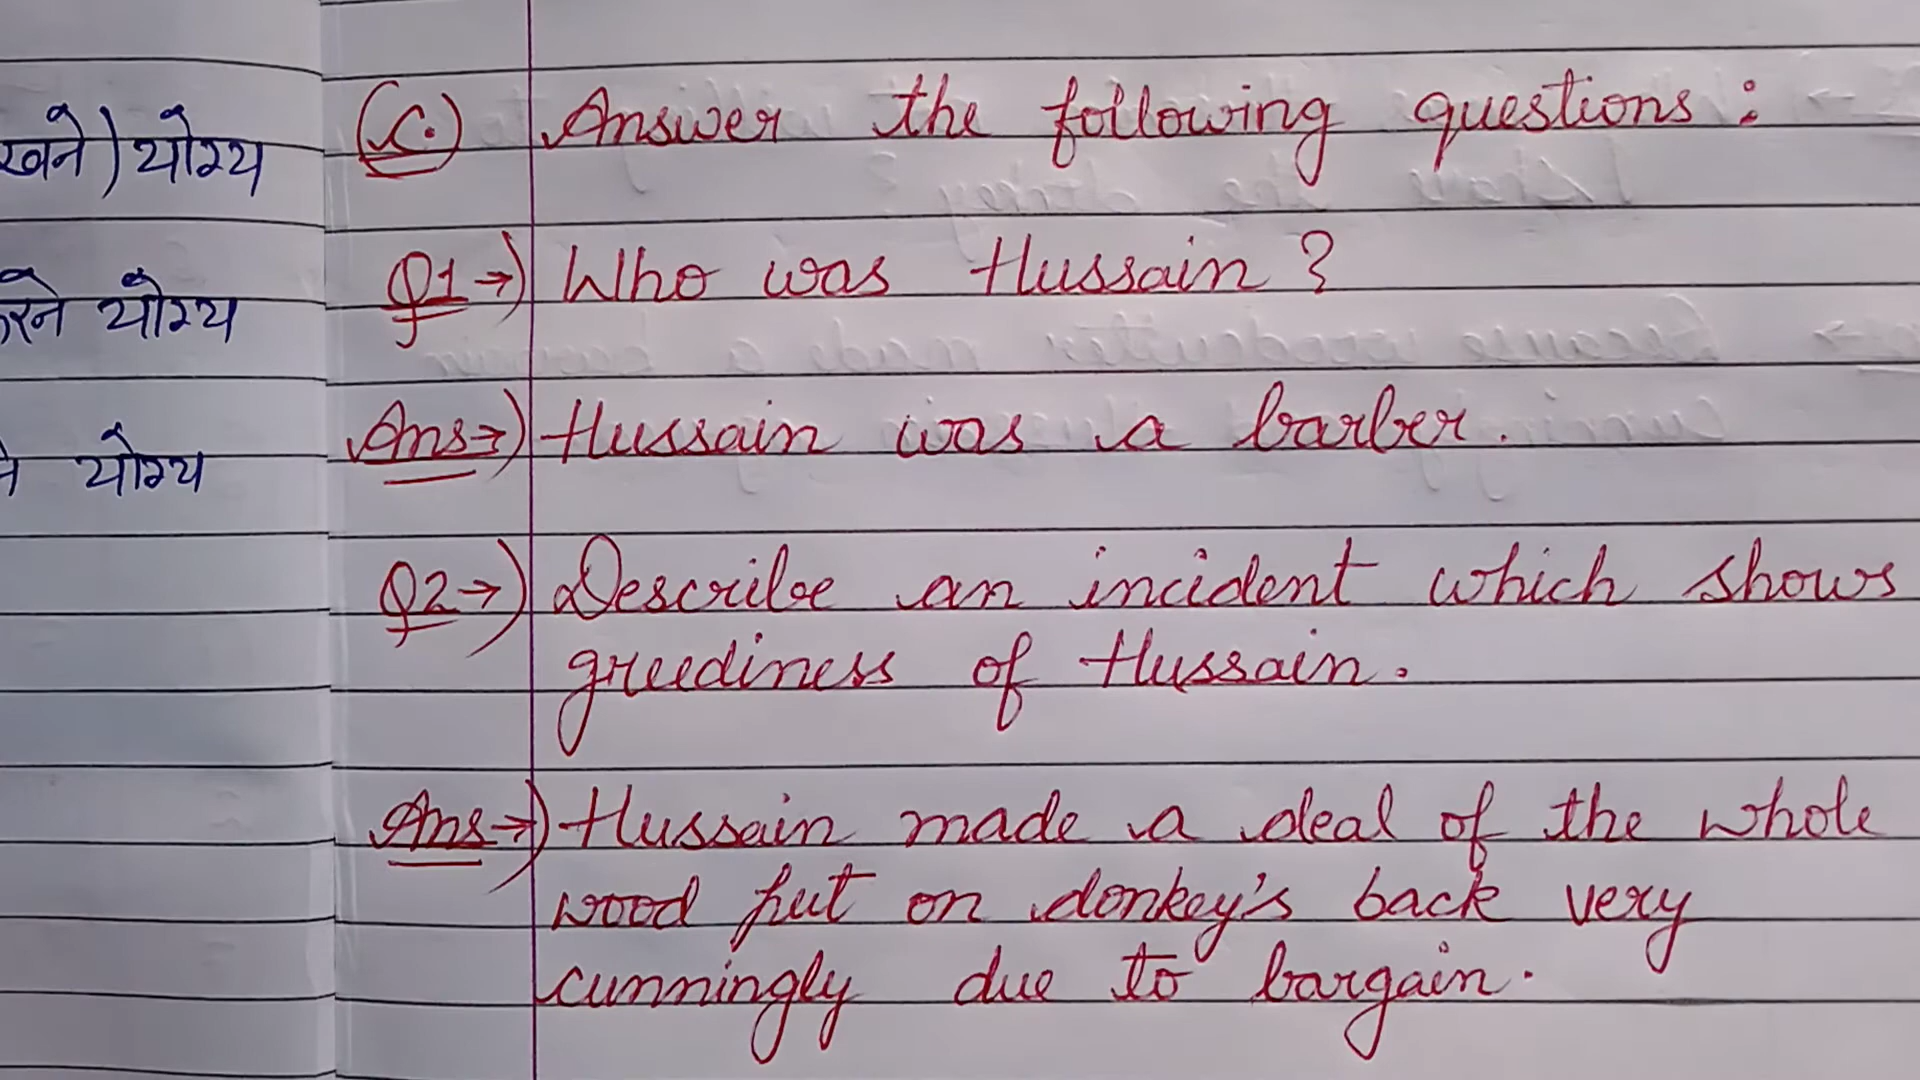 खने) योग्य
रने योग्य
योग्य
(C.) Answer the following questions :
Q1→) Who was Hussain ?
Ans→) Hussain was a barber.
Q2→) Describe an incident which shows
greediness of Hussain.
Ans→) Hussain made a deal of the whole
wood put on donkey's back very
cunningly due to bargain.